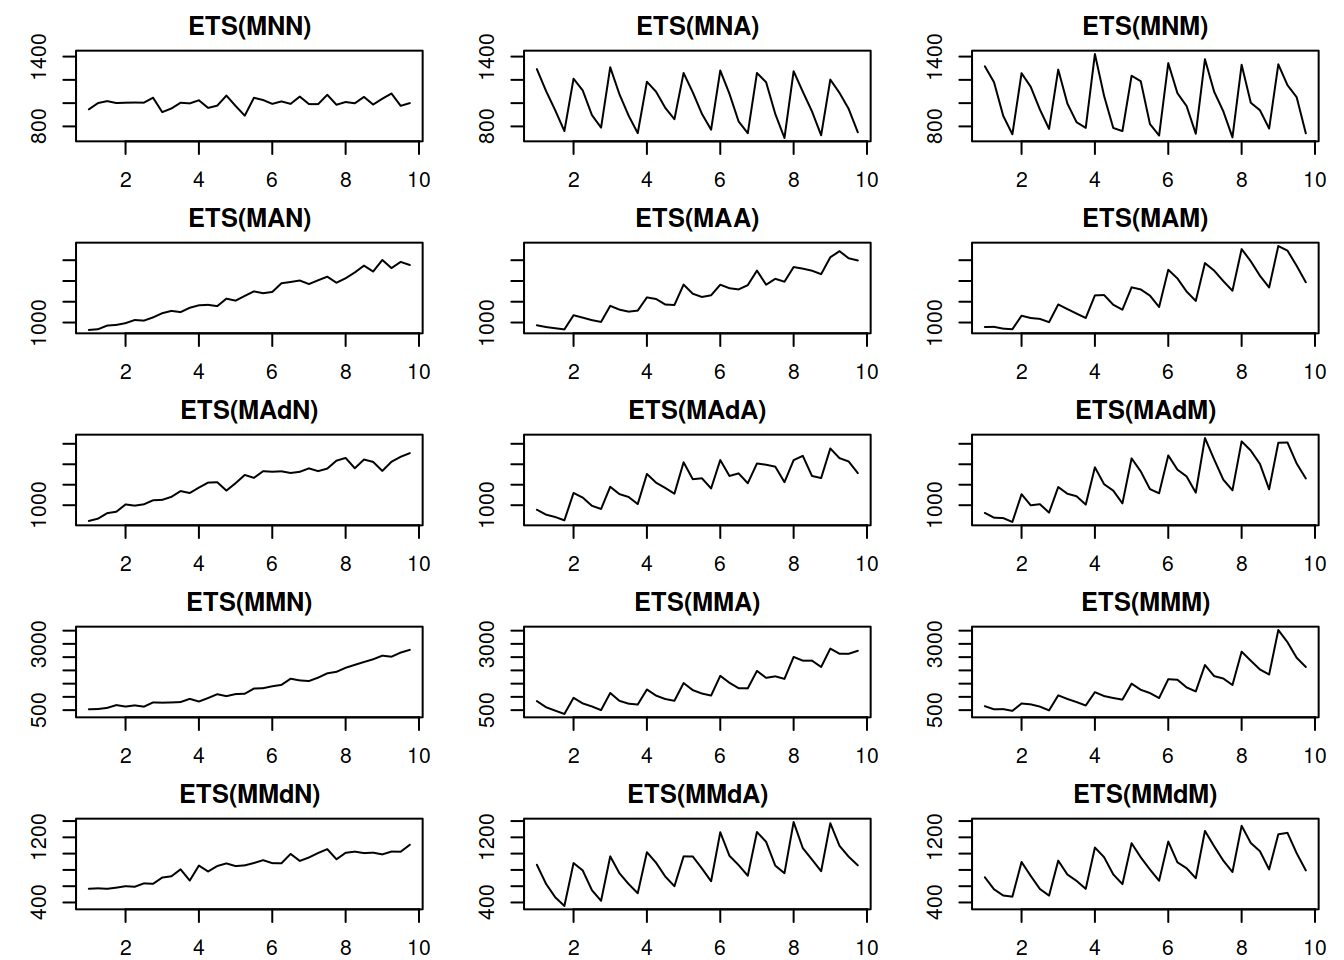 ETS(MNN) ETS(MNA) ETS(MNM)
1400 1400 1400
800 800 800
2 4 6 8 10 2 4 6 8 10 2 4 6 8 10
ETS(MAN) ETS(MAA) ETS(MAM)
1000 1000 1000
2 4 6 8 10 2 4 6 8 10 2 4 6 8 10
ETS(MAdN) ETS(MAdA) ETS(MAdM)
1000 1000 1000
2 4 6 8 10 2 4 6 8 10 2 4 6 8 10
ETS(MMN) ETS(MMA) ETS(MMM)
3000 3000 3000
500 500 500
2 4 6 8 10 2 4 6 8 10 2 4 6 8 10
ETS(MMdN) ETS(MMdA) ETS(MMdM)
1200 1200 1200
400 400 400
2 4 6 8 10 2 4 6 8 10 2 4 6 8 10